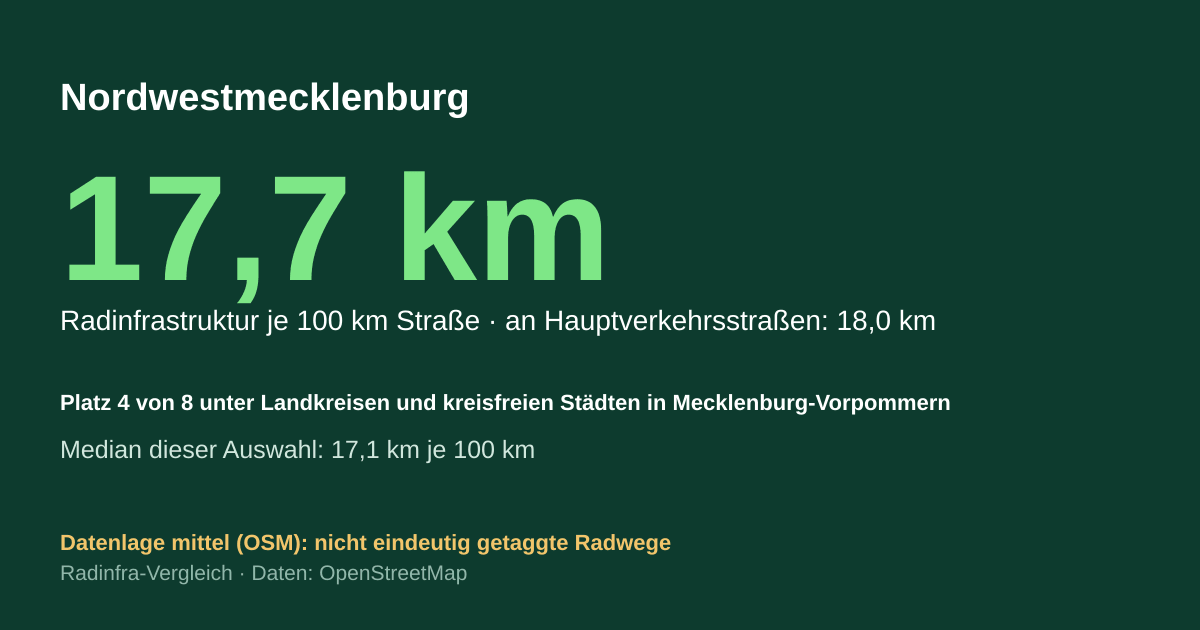 Nordwestmecklenburg
17,7 km
Radinfrastruktur je 100 km Straße · an Hauptverkehrsstraßen: 18,0 km
Platz 4 von 8 unter Landkreisen und kreisfreien Städten in Mecklenburg-Vorpommern
Median dieser Auswahl: 17,1 km je 100 km
Datenlage mittel (OSM): nicht eindeutig getaggte Radwege
Radinfra-Vergleich · Daten: OpenStreetMap